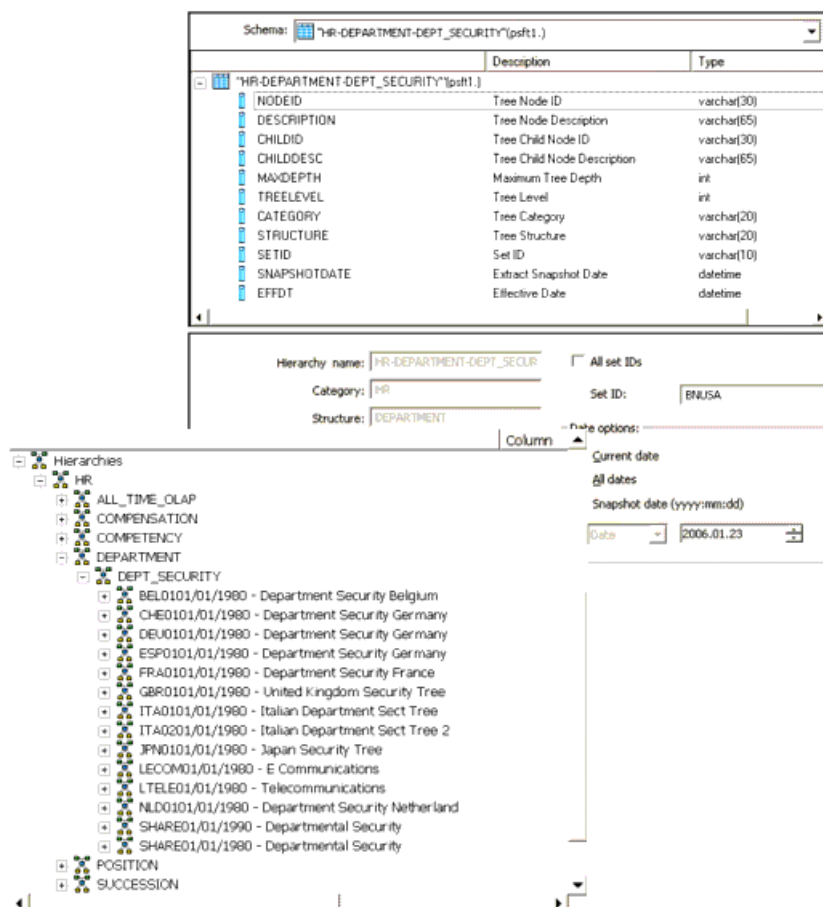 Schema: "HR-DEPARTMENT-DEPT_SECURITY"(psft1.)
Description Type
"HR-DEPARTMENT-DEPT_SECURITY"(psft1.)
NODEID Tree Node ID varchar(30)
DESCRIPTION Tree Node Description varchar(65)
CHILDID Tree Child Node ID varchar(30)
CHILDDESC Tree Child Node Description varchar(65)
MAXDEPTH Maximum Tree Depth int
TREELEVEL Tree Level int
CATEGORY Tree Category varchar(20)
STRUCTURE Tree Structure varchar(20)
SETID Set ID varchar(10)
SNAPSHOTDATE Extract Snapshot Date datetime
EFFDT Effective Date datetime
Hierarchy name: HR-DEPARTMENT-DEPT_SECUR All set IDs
Category: HR Set ID: BNUSA
Structure: DEPARTMENT Date options:
Column
Current date
All dates
Snapshot date (yyyy:mm:dd)
Date 2006.01.23
Hierarchies
HR
ALL_TIME_OLAP
COMPENSATION
COMPETENCY
DEPARTMENT
DEPT_SECURITY
BEL0101/01/1980 - Department Security Belgium
CHE0101/01/1980 - Department Security Germany
DEU0101/01/1980 - Department Security Germany
ESP0101/01/1980 - Department Security Germany
FRA0101/01/1980 - Department Security France
GBR0101/01/1980 - United Kingdom Security Tree
ITA0101/01/1980 - Italian Department Sect Tree
ITA0201/01/1980 - Italian Department Sect Tree 2
JPN0101/01/1980 - Japan Security Tree
LECOM01/01/1980 - E Communications
LTELE01/01/1980 - Telecommunications
NLD0101/01/1980 - Department Security Netherland
SHARE01/01/1990 - Departmental Security
SHARE01/01/1980 - Departmental Security
POSITION
SUCCESSION